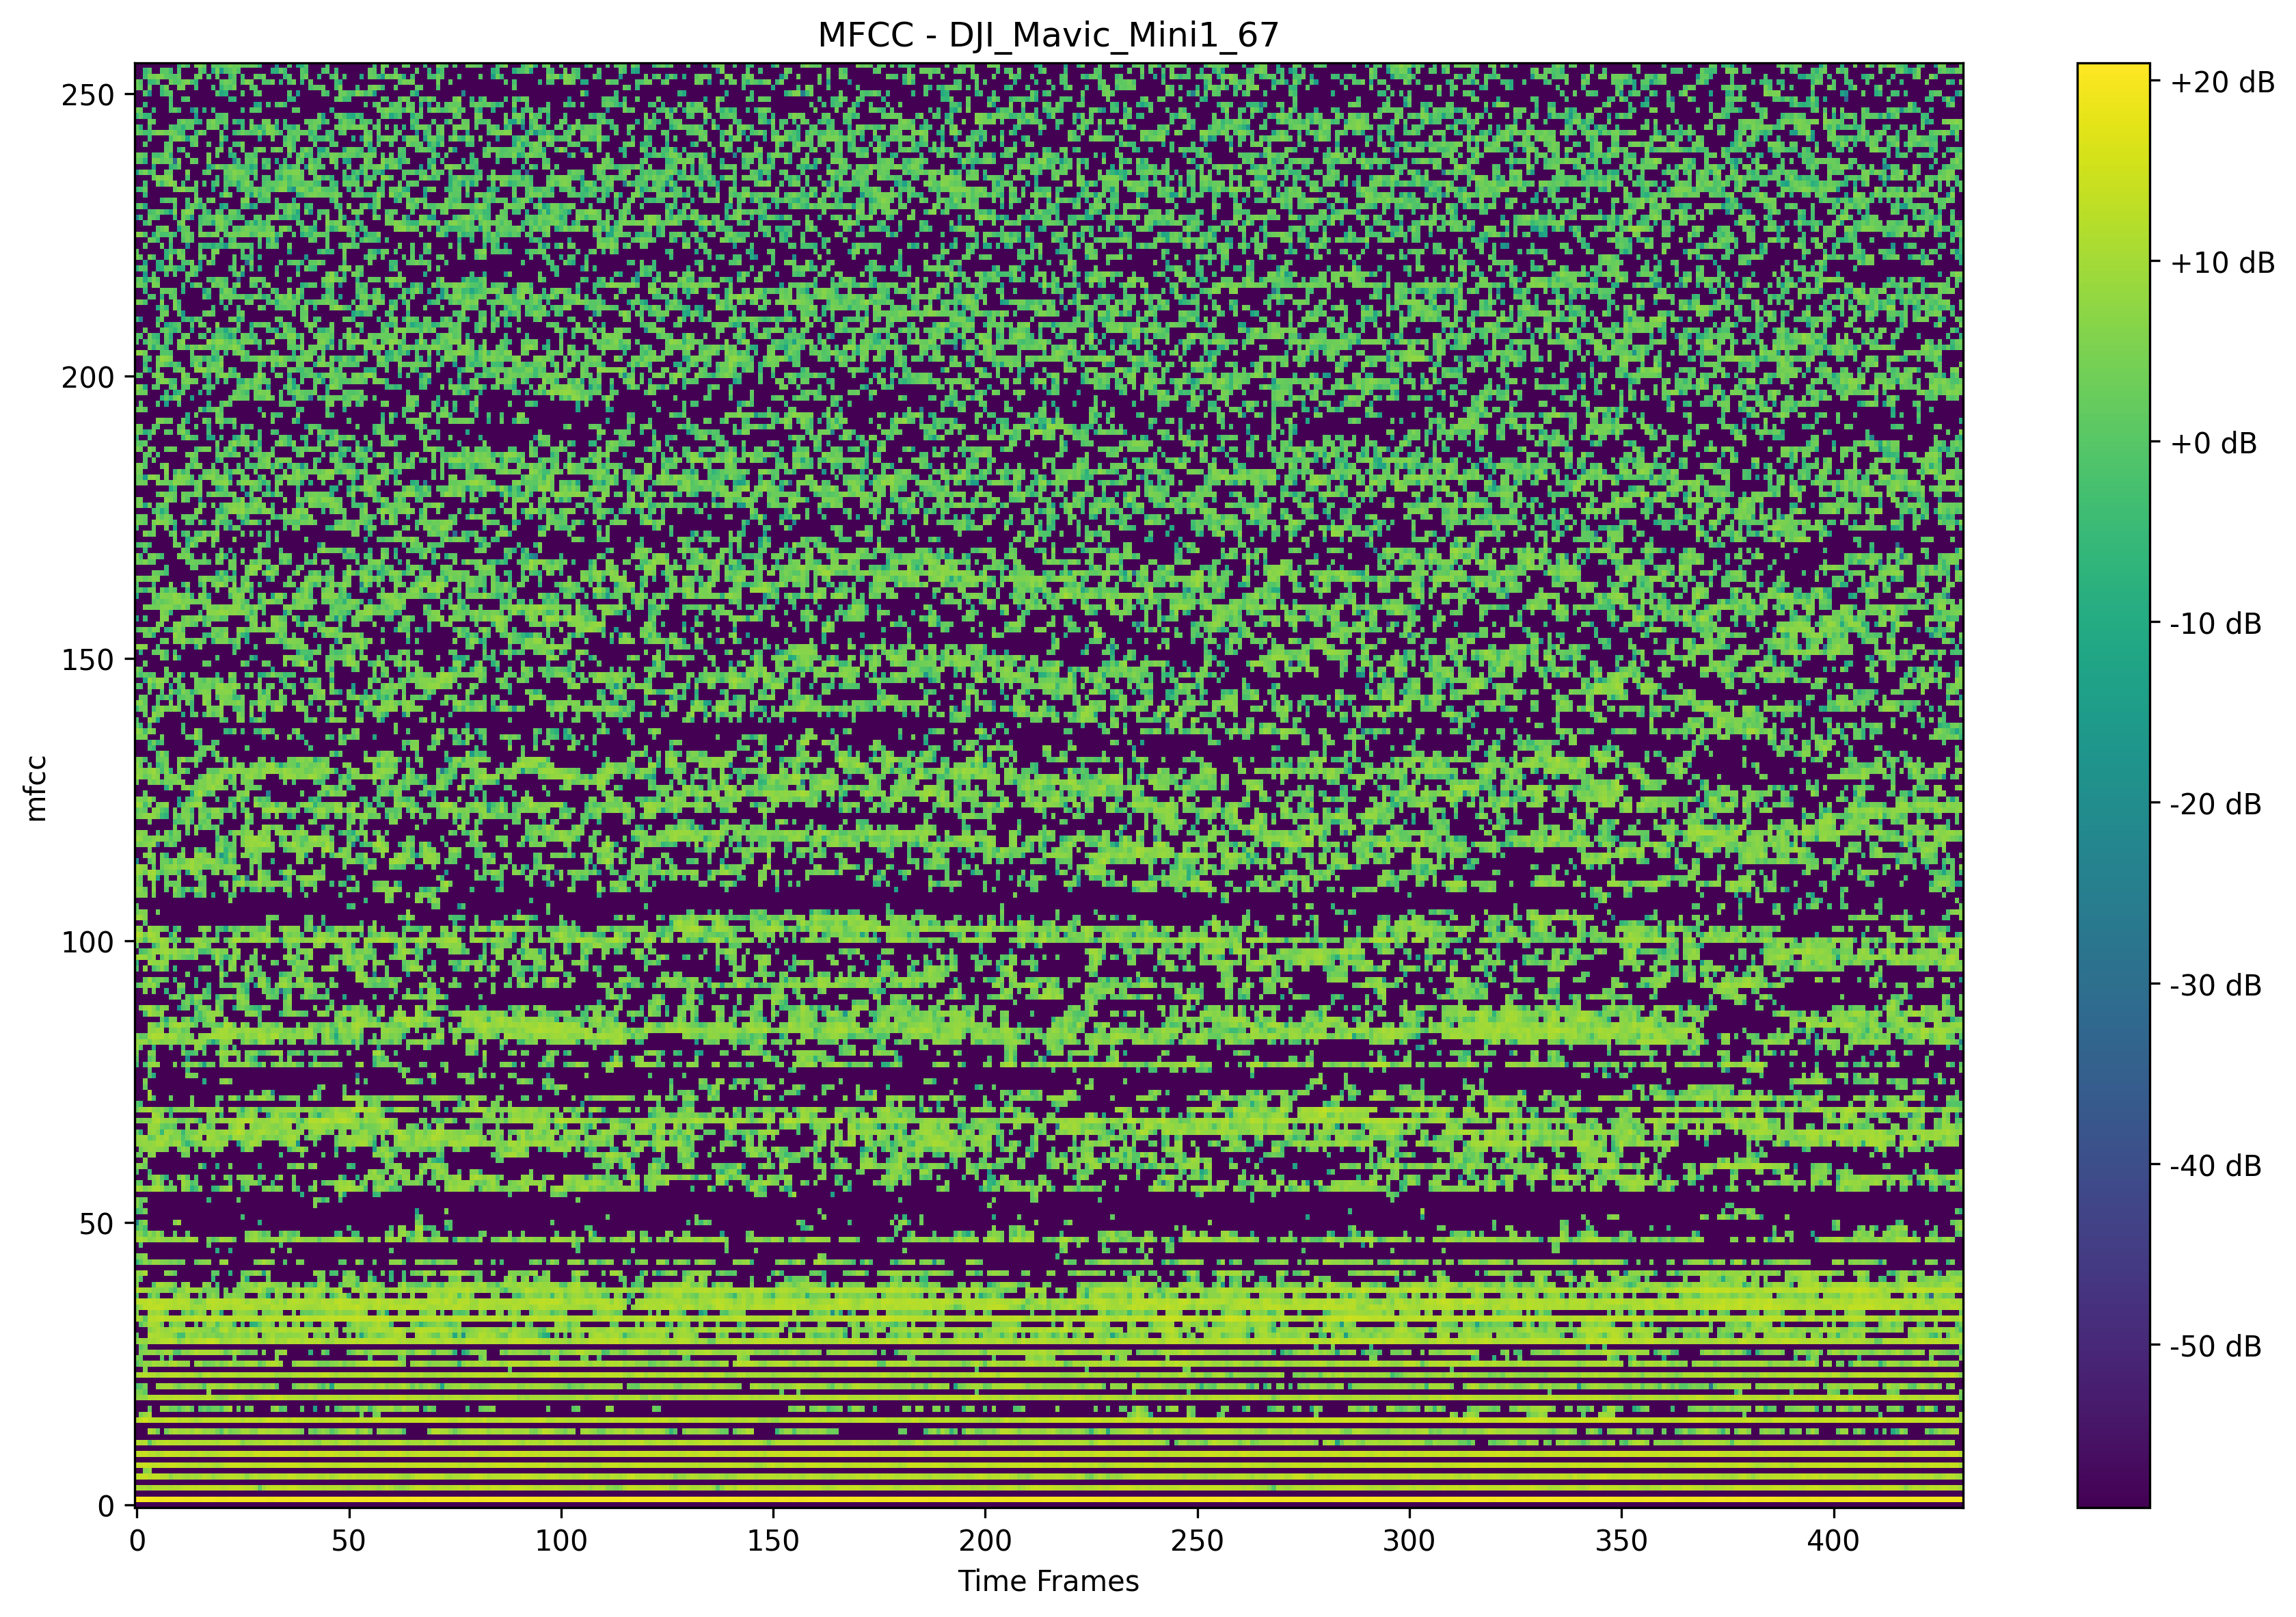 MFCC - DJI_Mavic_Mini1_67
250
200
150
100
50
0
mfcc
0 50 100 150 200 250 300 350 400
Time Frames
+20 dB
+10 dB
+0 dB
-10 dB
-20 dB
-30 dB
-40 dB
-50 dB